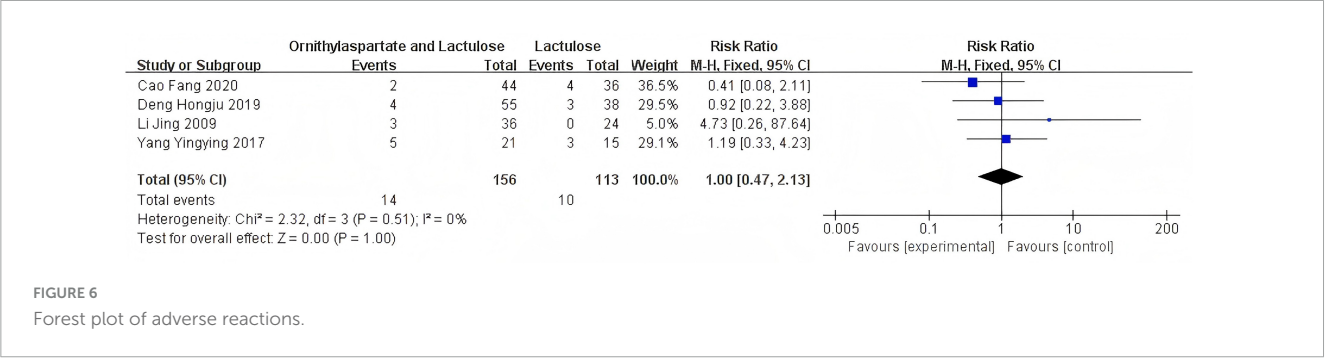 Ornithylaspartate and Lactulose Lactulose Risk Ratio Risk Ratio
Study or Subgroup Events Total Events Total Weight M-H, Fixed, 95% CI M-H, Fixed, 95% CI
Cao Fang 2020 2 44 4 36 36.5% 0.41 [0.08, 2.11]
Deng Hongju 2019 4 55 3 38 29.5% 0.92 [0.22, 3.88]
Li Jing 2009 3 36 0 24 5.0% 4.73 [0.26, 87.64]
Yang Yingying 2017 5 21 3 15 29.1% 1.19 [0.33, 4.23]
Total (95% CI) 156 113 100.0% 1.00 [0.47, 2.13]
Total events 14 10
Heterogeneity: Chi² = 2.32, df = 3 (P = 0.51); I² = 0%
Test for overall effect: Z = 0.00 (P = 1.00)
0.005 0.1 1 10 200
Favours [experimental] Favours [control]
FIGURE 6
Forest plot of adverse reactions.